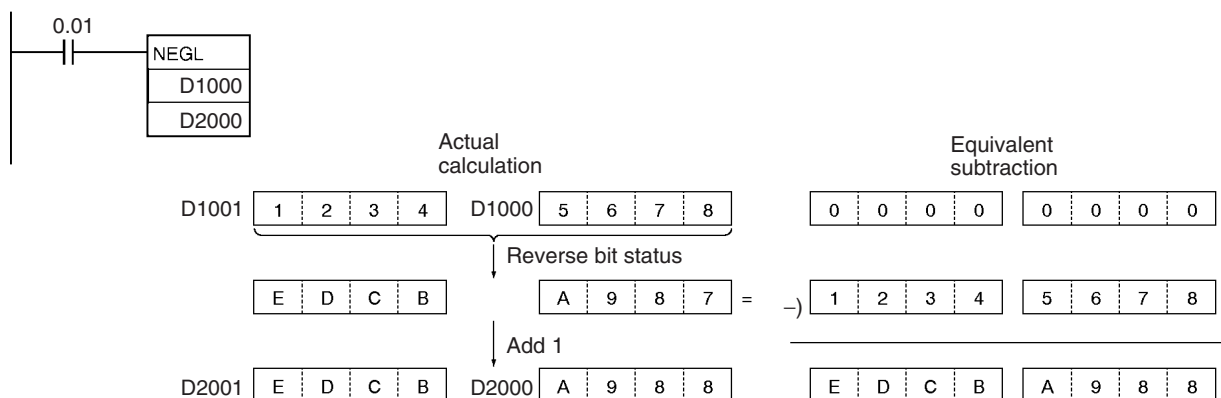 0.01
NEGL
D1000
D2000
Actual
calculation
Equivalent
subtraction
D1001 1 2 3 4 D1000 5 6 7 8 0 0 0 0 0 0 0 0
Reverse bit status
E D C B A 9 8 7 = –) 1 2 3 4 5 6 7 8
Add 1
D2001 E D C B D2000 A 9 8 8 E D C B A 9 8 8